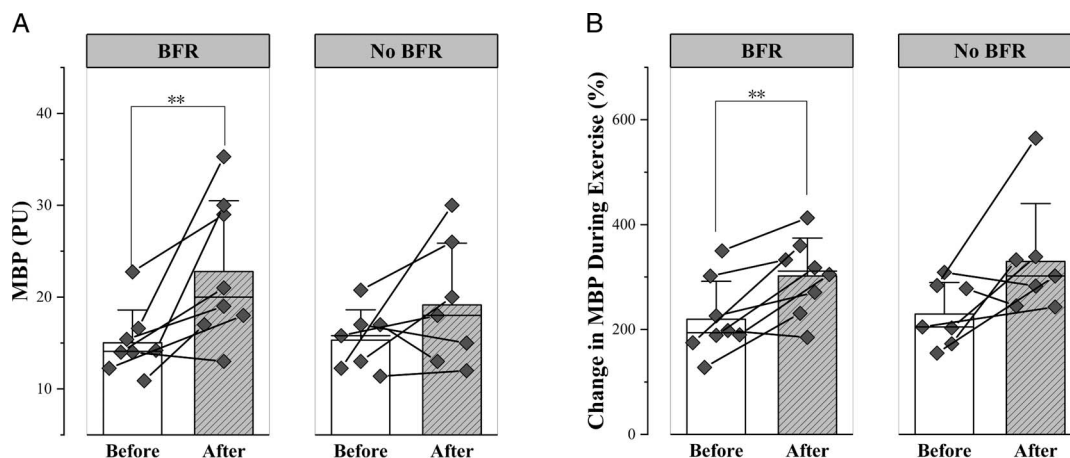 A
BFR
No BFR
MBP (PU)
40
30
20
10
**
Before
After
Before
After
B
BFR
No BFR
Change in MBP During Exercise (%)
600
400
200
0
**
Before
After
Before
After